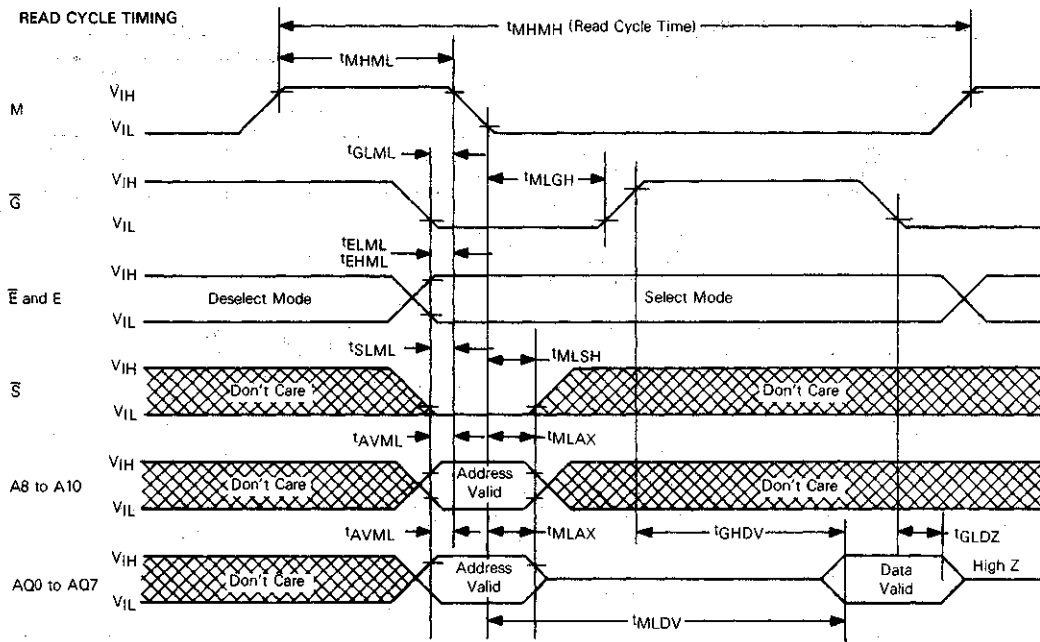 READ CYCLE TIMING
tMHMH (Read Cycle Time)
tMHML
M
VIH
VIL
tGLML
tMLGH
G̅
VIH
VIL
tELML
tEHML
E̅ and E
VIH
VIL
Deselect Mode
Select Mode
tSLML
tMLSH
S̅
VIH
VIL
Don't Care
Don't Care
tAVML
tMLAX
A8 to A10
VIH
VIL
Don't Care
Address
Valid
Don't Care
tAVML
tMLAX
tGHDV
tGLDZ
AQ0 to AQ7
VIH
VIL
Don't Care
Address
Valid
Data
Valid
High Z
tMLDV